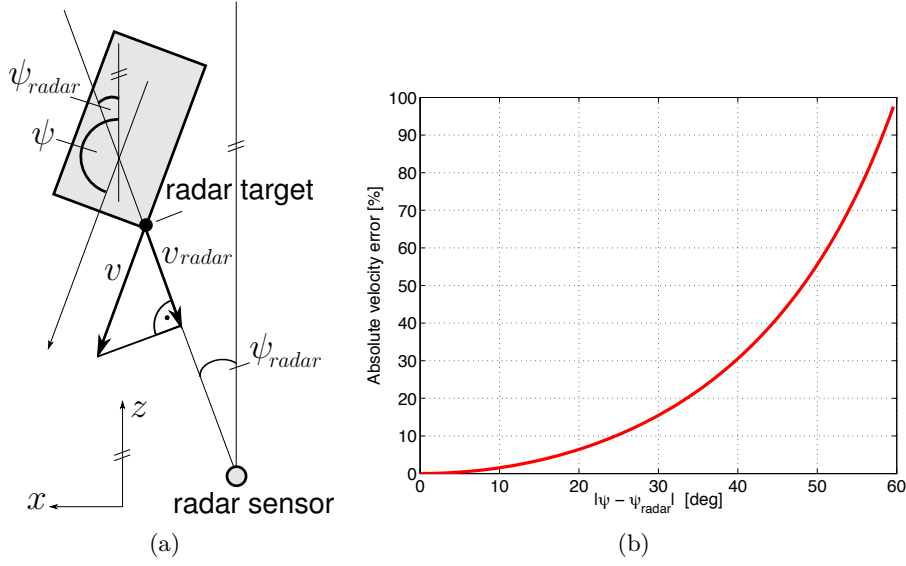 ψradar
ψ
radar target
v
vradar
ψradar
z
x
radar sensor
(a)
100
90
80
70
60
50
40
30
20
10
0
Absolute velocity error [%]
0 10 20 30 40 50 60
|ψ − ψradar| [deg]
(b)